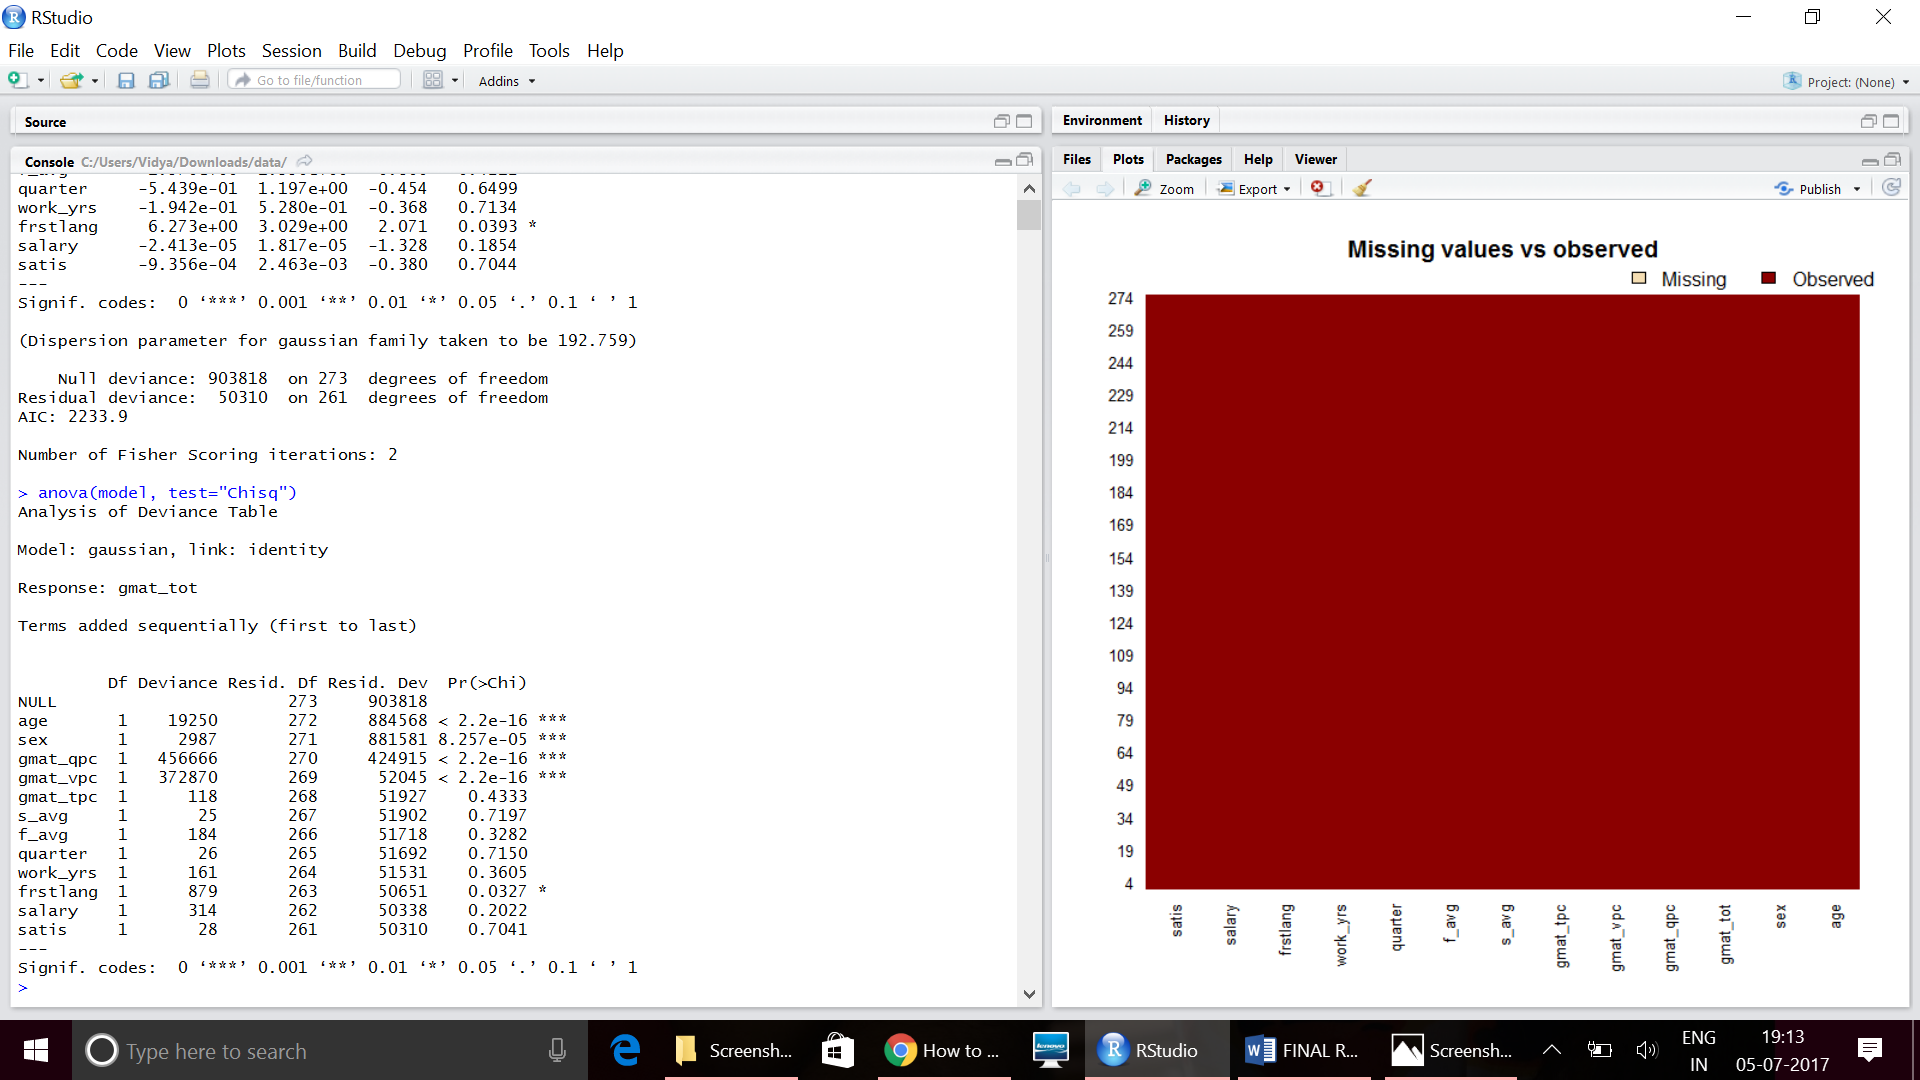 RStudio
File Edit Code View Plots Session Build Debug Profile Tools Help
Go to file/function Addins Project: (None)
Source
Console C:/Users/Vidya/Downloads/data/
quarter -5.439e-01 1.197e+00 -0.454 0.6499
work_yrs -1.942e-01 5.280e-01 -0.368 0.7134
frstlang 6.273e+00 3.029e+00 2.071 0.0393 *
salary -2.413e-05 1.817e-05 -1.328 0.1854
satis -9.356e-04 2.463e-03 -0.380 0.7044
---
Signif. codes: 0 ‘***’ 0.001 ‘**’ 0.01 ‘*’ 0.05 ‘.’ 0.1 ‘ ’ 1
(Dispersion parameter for gaussian family taken to be 192.759)
Null deviance: 903818 on 273 degrees of freedom
Residual deviance: 50310 on 261 degrees of freedom
AIC: 2233.9
Number of Fisher Scoring iterations: 2
> anova(model, test="Chisq")
Analysis of Deviance Table
Model: gaussian, link: identity
Response: gmat_tot
Terms added sequentially (first to last)
Df Deviance Resid. Df Resid. Dev Pr(>Chi)
NULL 273 903818
age 1 19250 272 884568 < 2.2e-16 ***
sex 1 2987 271 881581 8.257e-05 ***
gmat_qpc 1 456666 270 424915 < 2.2e-16 ***
gmat_vpc 1 372870 269 52045 < 2.2e-16 ***
gmat_tpc 1 118 268 51927 0.4333
s_avg 1 25 267 51902 0.7197
f_avg 1 184 266 51718 0.3282
quarter 1 26 265 51692 0.7150
work_yrs 1 161 264 51531 0.3605
frstlang 1 879 263 50651 0.0327 *
salary 1 314 262 50338 0.2022
satis 1 28 261 50310 0.7041
---
Signif. codes: 0 ‘***’ 0.001 ‘**’ 0.01 ‘*’ 0.05 ‘.’ 0.1 ‘ ’ 1
>
Environment History
Files Plots Packages Help Viewer
Zoom Export Publish
Missing values vs observed
Missing Observed
274
259
244
229
214
199
184
169
154
139
124
109
94
79
64
49
34
19
4
satis
salary
frstlang
work_yrs
quarter
f_avg
s_avg
gmat_tpc
gmat_vpc
gmat_qpc
gmat_tot
sex
age
Type here to search Screensh... How to ... lenovo RStudio FINAL R... Screensh... ENG 19:13
IN 05-07-2017